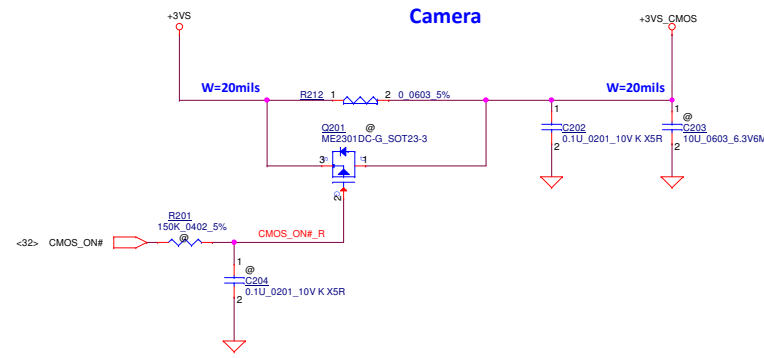 Camera
+3VS
+3VS_CMOS
W=20mils
W=20mils
R212 1 2 0_0603_5%
Q201 @
ME2301DC-G_SOT23-3
3 1
2
1
C202
0.1U_0201_10V K X5R
2
1
@
C203
10U_0603_6.3V6M
2
R201
150K_0402_5%
@
<32> CMOS_ON#
CMOS_ON#_R
1
@
C204
0.1U_0201_10V K X5R
2